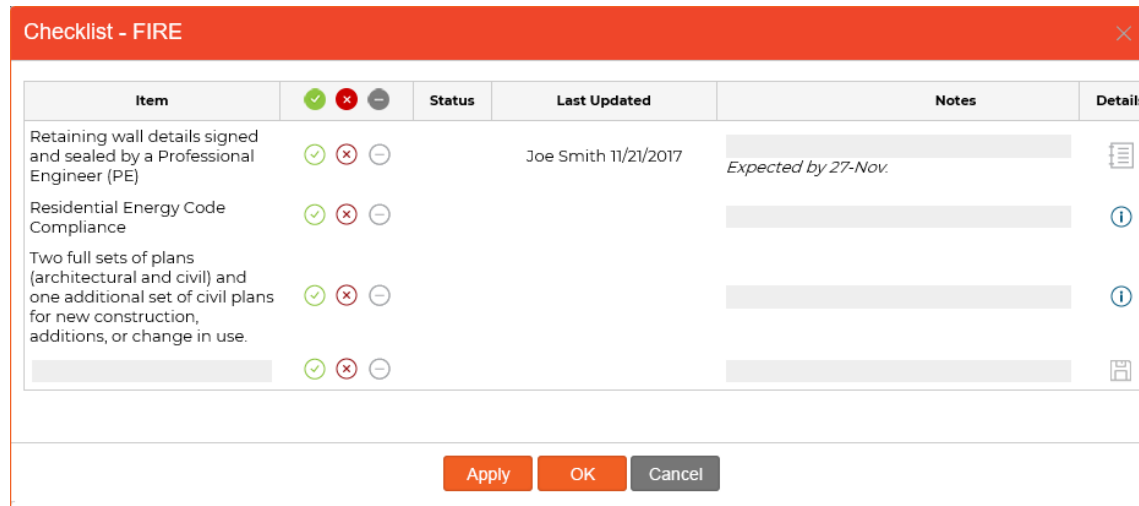 Checklist - FIRE
Item Status Last Updated Notes Details
Retaining wall details signed
and sealed by a Professional
Engineer (PE)
Joe Smith 11/21/2017
Expected by 27-Nov.
Residential Energy Code
Compliance
Two full sets of plans
(architectural and civil) and
one additional set of civil plans
for new construction,
additions, or change in use.
Apply OK Cancel